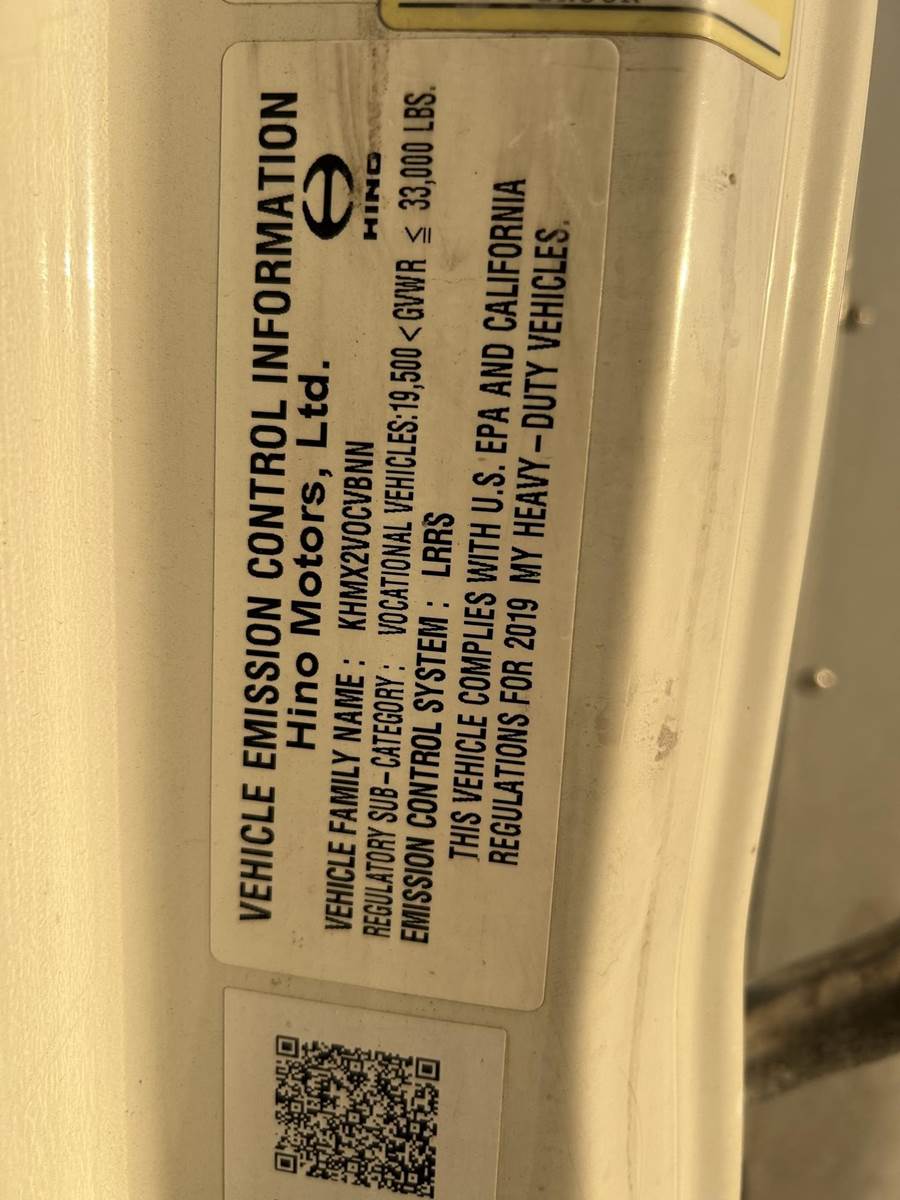 VEHICLE EMISSION CONTROL INFORMATION
Hino Motors, Ltd.
HINO
VEHICLE FAMILY NAME : KHMX2VOCVBNN
REGULATORY SUB-CATEGORY : VOCATIONAL VEHICLES:19,500<GVWR ≦ 33,000 LBS.
EMISSION CONTROL SYSTEM : LRRS
THIS VEHICLE COMPLIES WITH U.S. EPA AND CALIFORNIA
REGULATIONS FOR 2019 MY HEAVY-DUTY VEHICLES.